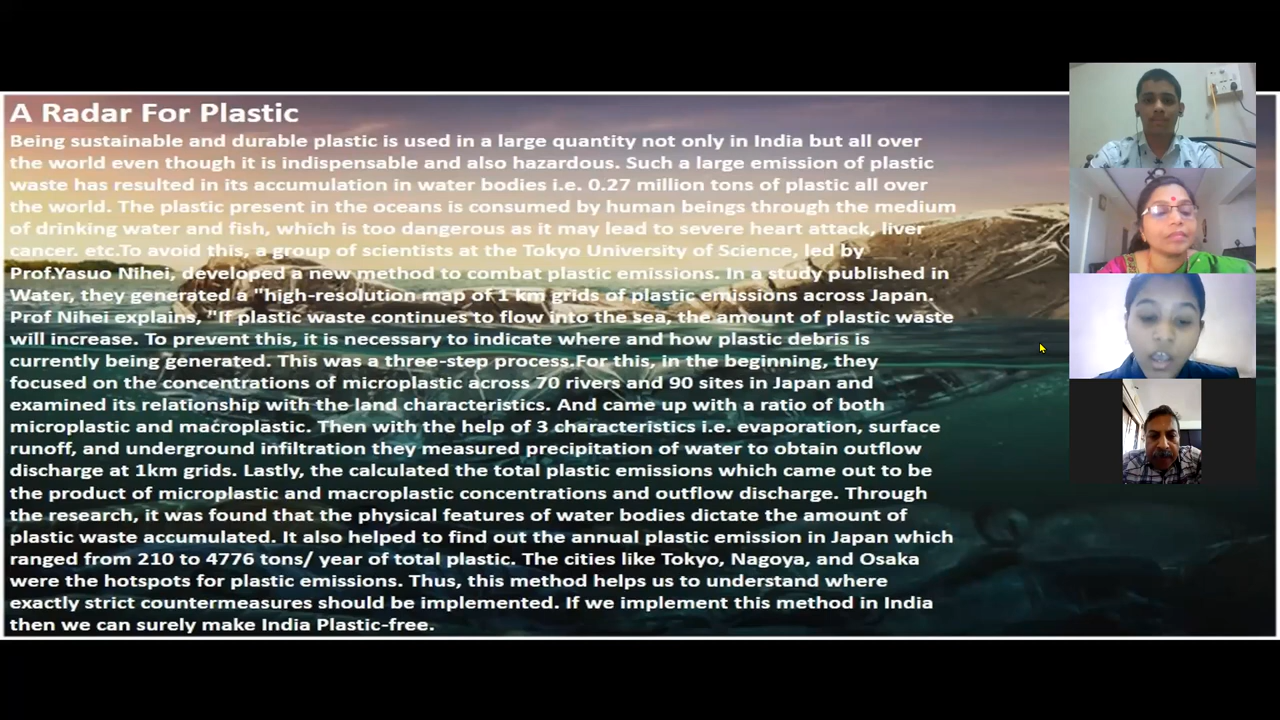 A Radar For Plastic
Being sustainable and durable plastic is used in a large quantity not only in India but all over
the world even though it is indispensable and also hazardous. Such a large emission of plastic
waste has resulted in its accumulation in water bodies i.e. 0.27 million tons of plastic all over
the world. The plastic present in the oceans is consumed by human beings through the medium
of drinking water and fish, which is too dangerous as it may lead to severe heart attack, liver
cancer. etc.To avoid this, a group of scientists at the Tokyo University of Science, led by
Prof.Yasuo Nihei, developed a new method to combat plastic emissions. In a study published in
Water, they generated a "high-resolution map of 1 km grids of plastic emissions across Japan.
Prof Nihei explains, "If plastic waste continues to flow into the sea, the amount of plastic waste
will increase. To prevent this, it is necessary to indicate where and how plastic debris is
currently being generated. This was a three-step process.For this, in the beginning, they
focused on the concentrations of microplastic across 70 rivers and 90 sites in Japan and
examined its relationship with the land characteristics. And came up with a ratio of both
microplastic and macroplastic. Then with the help of 3 characteristics i.e. evaporation, surface
runoff, and underground infiltration they measured precipitation of water to obtain outflow
discharge at 1km grids. Lastly, the calculated the total plastic emissions which came out to be
the product of microplastic and macroplastic concentrations and outflow discharge. Through
the research, it was found that the physical features of water bodies dictate the amount of
plastic waste accumulated. It also helped to find out the annual plastic emission in Japan which
ranged from 210 to 4776 tons/ year of total plastic. The cities like Tokyo, Nagoya, and Osaka
were the hotspots for plastic emissions. Thus, this method helps us to understand where
exactly strict countermeasures should be implemented. If we implement this method in India
then we can surely make India Plastic-free.